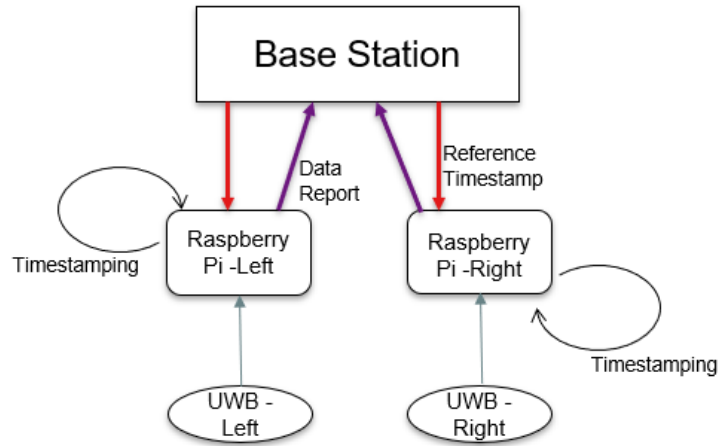 Base Station
Data
Report
Reference
Timestamp
Timestamping
Raspberry
Pi -Left
Raspberry
Pi -Right
Timestamping
UWB -
Left
UWB -
Right